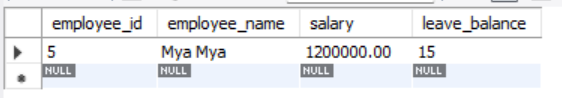 employee_id employee_name salary leave_balance
5 Mya Mya 1200000.00 15
NULL NULL NULL NULL